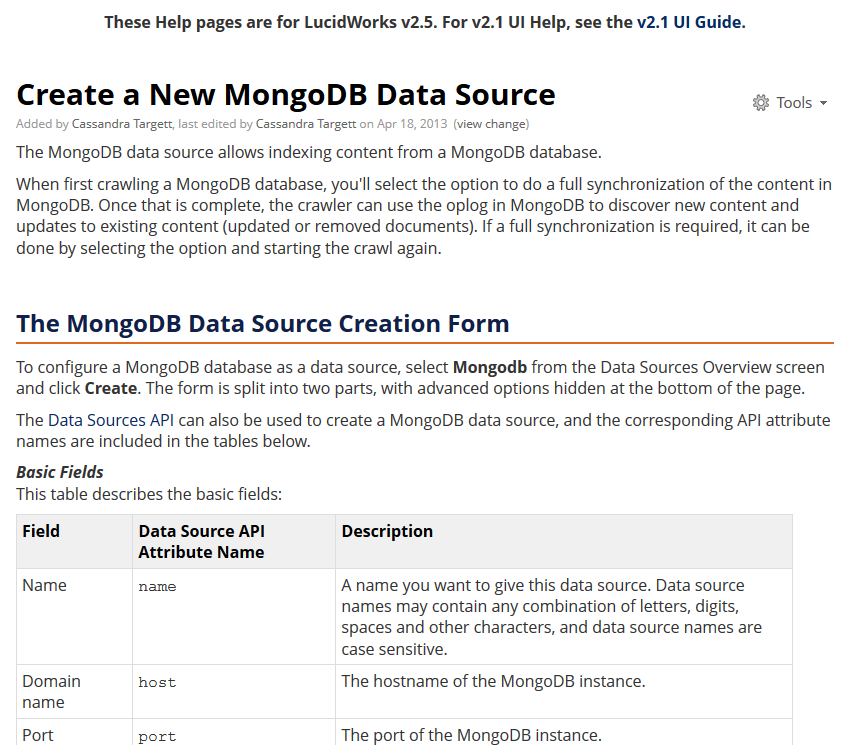 These Help pages are for LucidWorks v2.5. For v2.1 UI Help, see the v2.1 UI Guide.
Create a New MongoDB Data Source
Tools
Added by Cassandra Targett, last edited by Cassandra Targett on Apr 18, 2013 (view change)
The MongoDB data source allows indexing content from a MongoDB database.
When first crawling a MongoDB database, you'll select the option to do a full synchronization of the content in
MongoDB. Once that is complete, the crawler can use the oplog in MongoDB to discover new content and
updates to existing content (updated or removed documents). If a full synchronization is required, it can be
done by selecting the option and starting the crawl again.
The MongoDB Data Source Creation Form
To configure a MongoDB database as a data source, select Mongodb from the Data Sources Overview screen
and click Create. The form is split into two parts, with advanced options hidden at the bottom of the page.
The Data Sources API can also be used to create a MongoDB data source, and the corresponding API attribute
names are included in the tables below.
Basic Fields
This table describes the basic fields:
Field Data Source API Description
Attribute Name
Name name A name you want to give this data source. Data source
names may contain any combination of letters, digits,
spaces and other characters, and data source names are
case sensitive.
Domain host The hostname of the MongoDB instance.
name
Port port The port of the MongoDB instance.